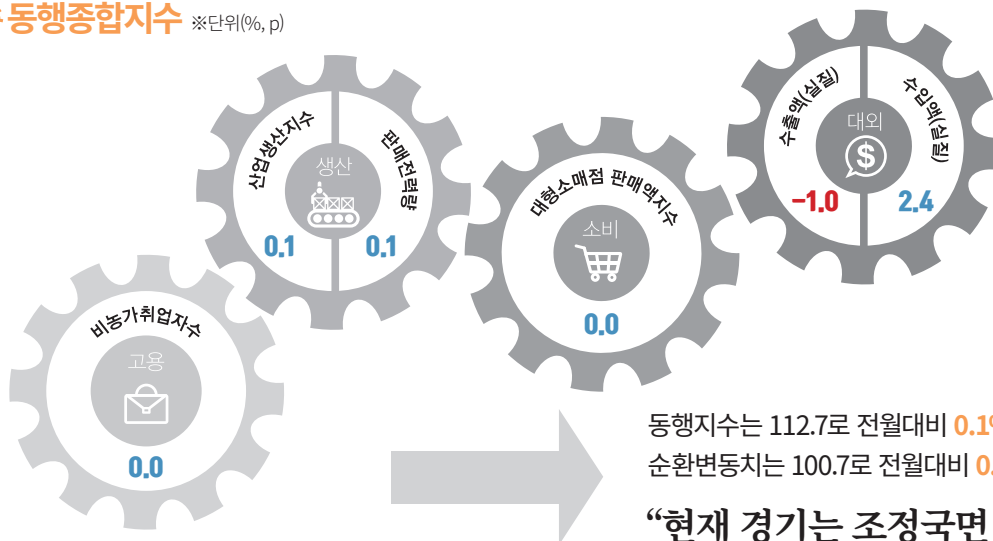 동행종합지수 ※단위(%, p)
산업생산지수
판매전력량
생산
0.1
0.1
대형소매점 판매액지수
소비
0.0
수출액(실질)
수입액(실질)
대외
$
-1.0
2.4
비농가취업자수
고용
0.0
동행지수는 112.7로 전월대비 0.1
순환변동치는 100.7로 전월대비 0.
“현재 경기는 조정국면